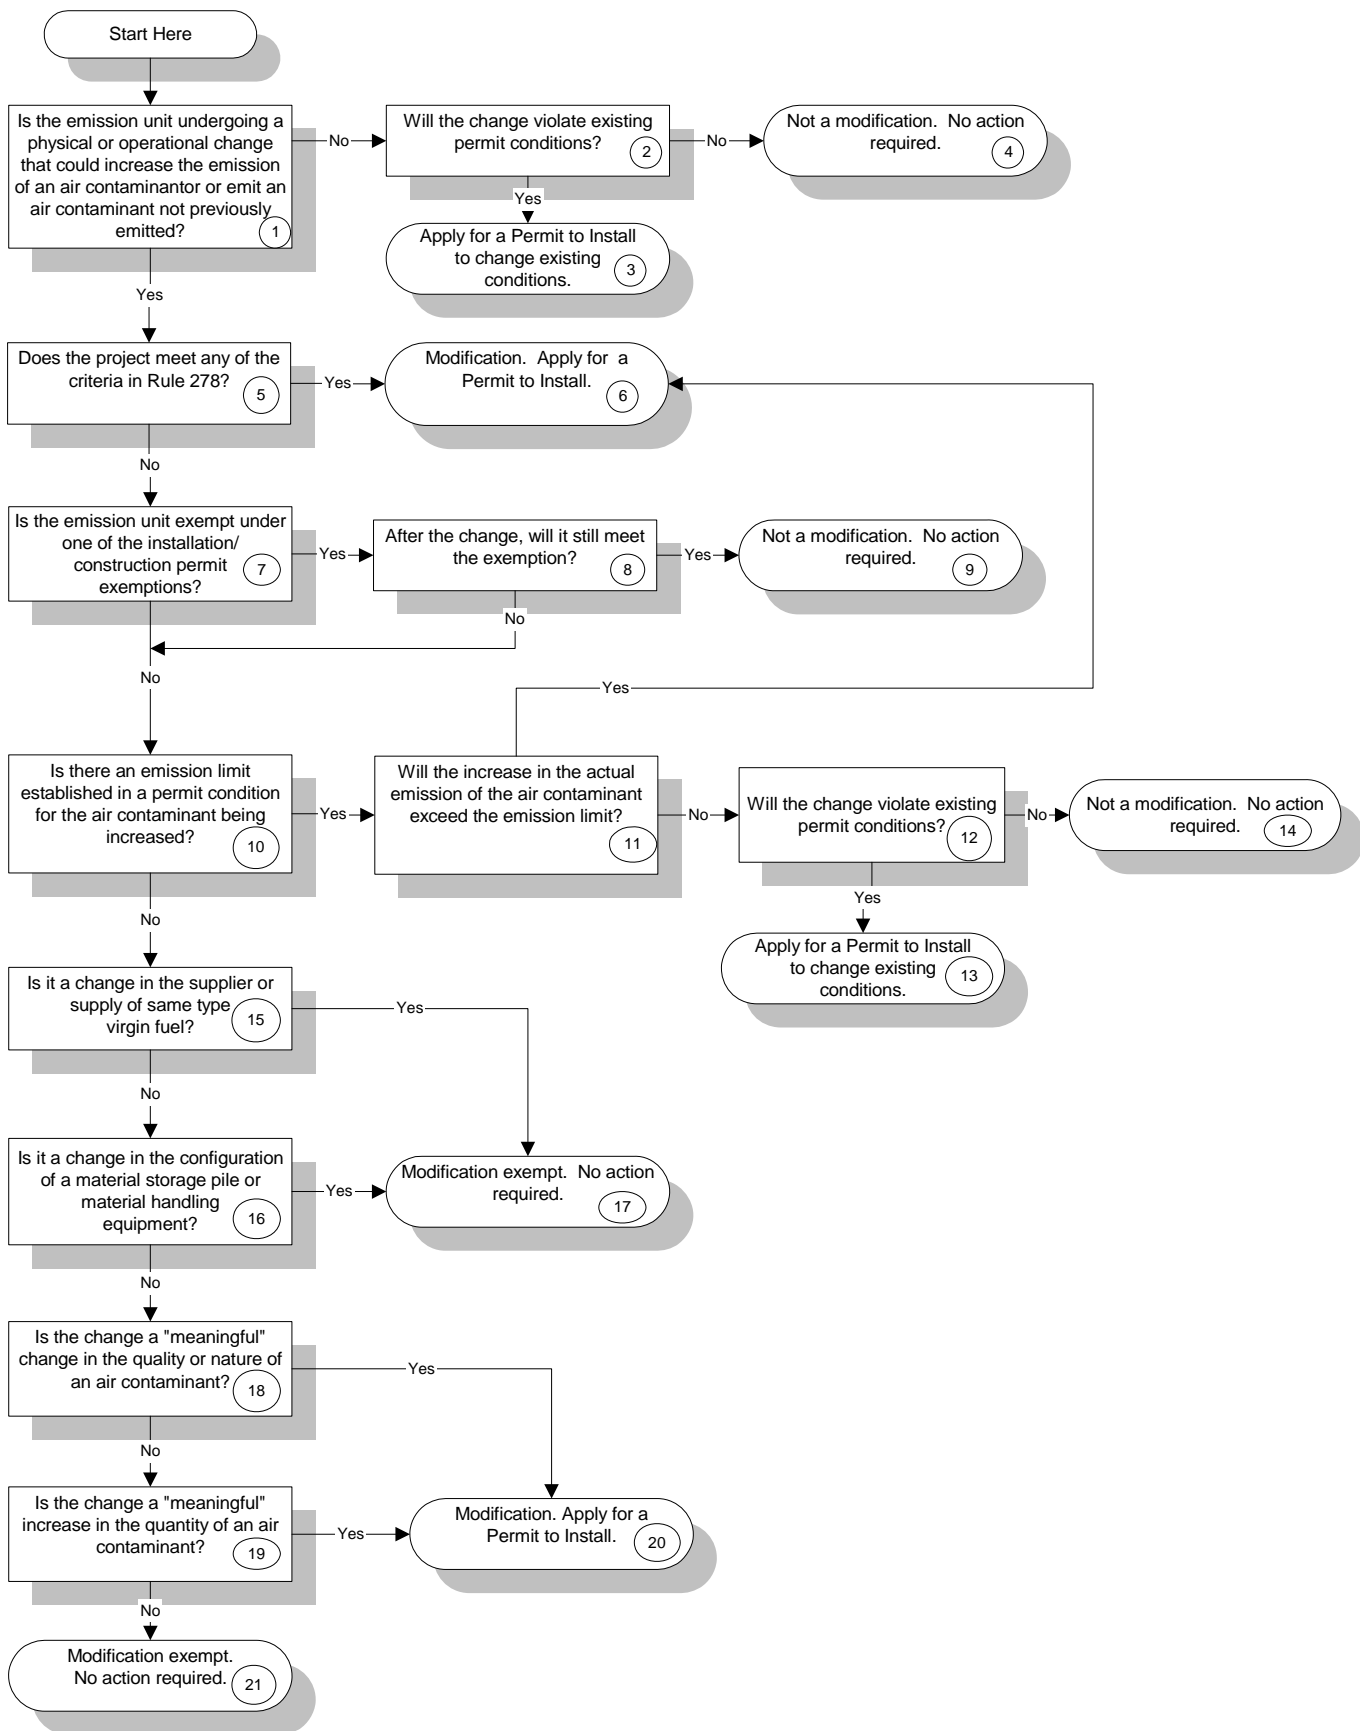 Start Here
Is the emission unit undergoing a
physical or operational change
that could increase the emission
of an air contaminantor or emit an
air contaminant not previously
emitted?
1
No
Will the change violate existing
permit conditions?
2
No
Not a modification. No action
required.
4
Yes
Apply for a Permit to Install
to change existing
conditions.
3
Yes
Does the project meet any of the
criteria in Rule 278?
5
Yes
Modification. Apply for a
Permit to Install.
6
No
Is the emission unit exempt under
one of the installation/
construction permit
exemptions?
7
Yes
After the change, will it still meet
the exemption?
8
Yes
Not a modification. No action
required.
9
No
No
Yes
Is there an emission limit
established in a permit condition
for the air contaminant being
increased?
10
Yes
Will the increase in the actual
emission of the air contaminant
exceed the emission limit?
11
No
Will the change violate existing
permit conditions?
12
No
Not a modification. No action
required.
14
Yes
Apply for a Permit to Install
to change existing
conditions.
13
No
Is it a change in the supplier or
supply of same type
virgin fuel?
15
Yes
No
Is it a change in the configuration
of a material storage pile or
material handling
equipment?
16
Yes
Modification exempt. No action
required.
17
No
Is the change a "meaningful"
change in the quality or nature of
an air contaminant?
18
Yes
No
Is the change a "meaningful"
increase in the quantity of an air
contaminant?
19
Yes
Modification. Apply for a
Permit to Install.
20
No
Modification exempt.
No action required.
21